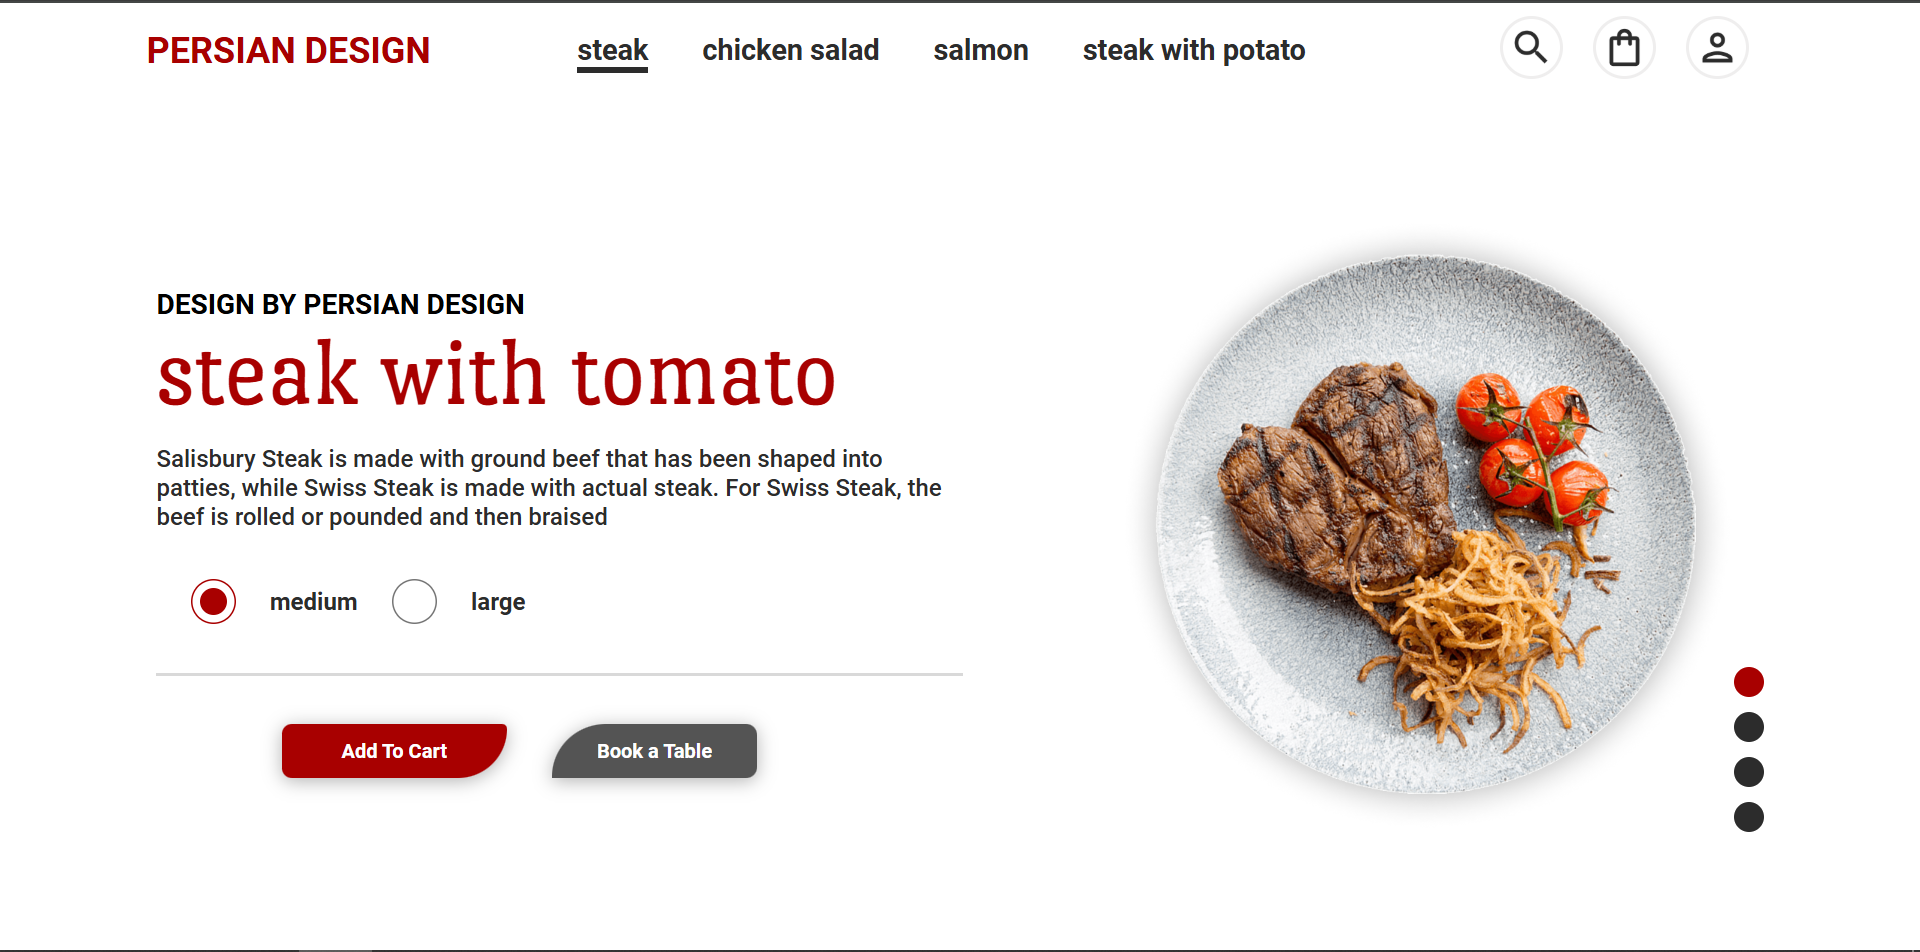 PERSIAN DESIGN
steak chicken salad salmon steak with potato
DESIGN BY PERSIAN DESIGN
steak with tomato
Salisbury Steak is made with ground beef that has been shaped into
patties, while Swiss Steak is made with actual steak. For Swiss Steak, the
beef is rolled or pounded and then braised
medium large
Add To Cart Book a Table